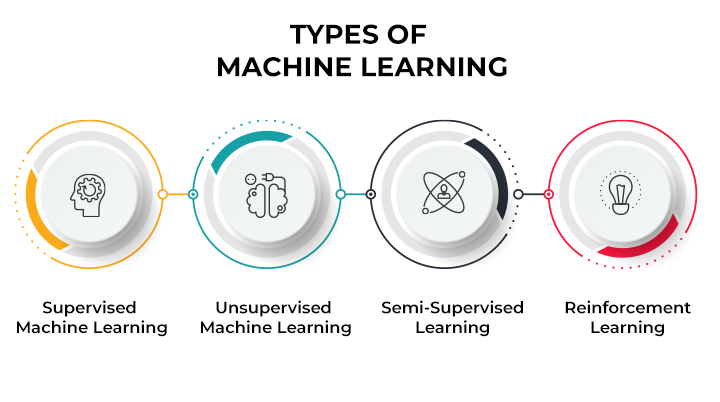 TYPES OF
MACHINE LEARNING
Supervised
Machine Learning
Unsupervised
Machine Learning
Semi-Supervised
Learning
Reinforcement
Learning